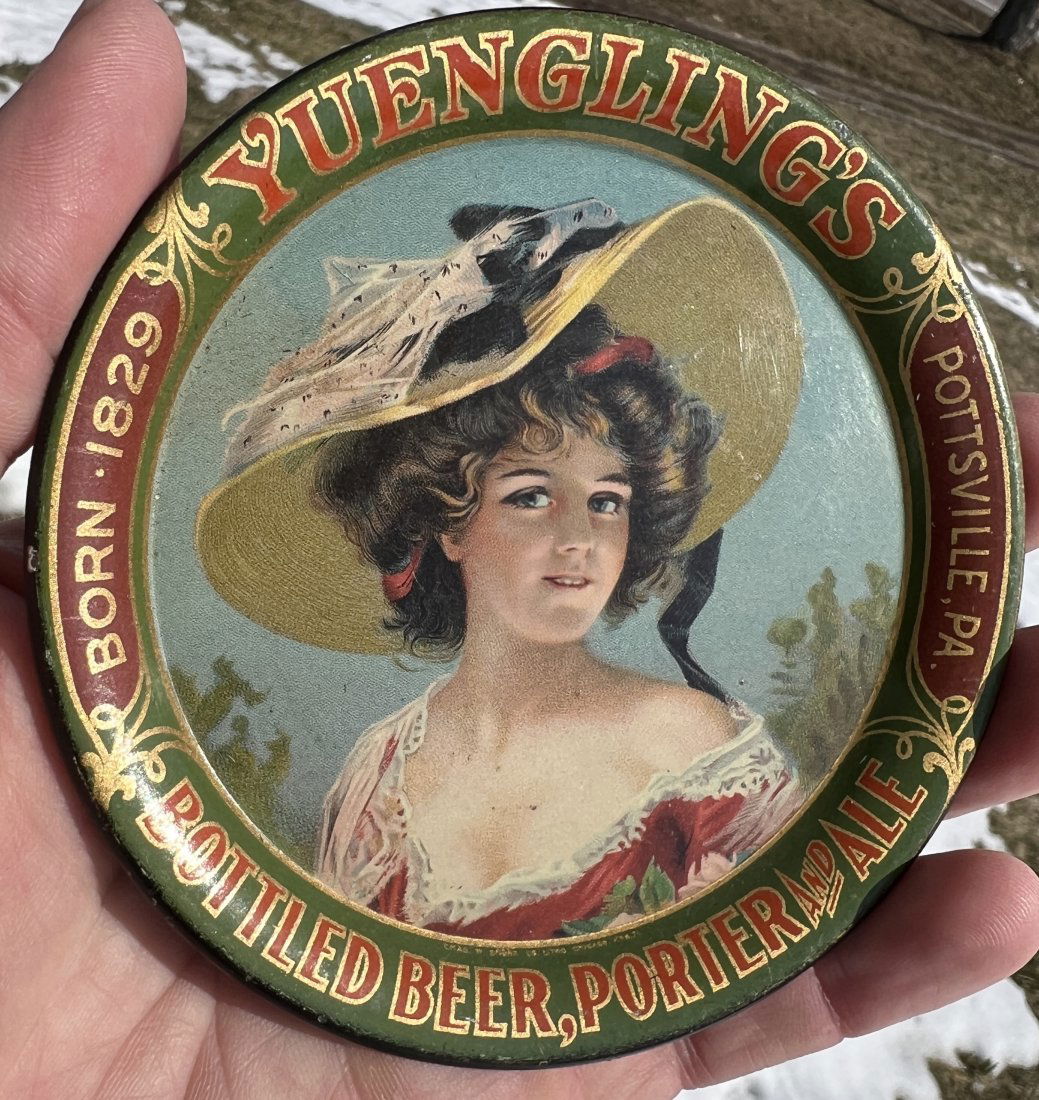 YUENGLING'S
BORN · 1829
POTTSVILLE, PA.
BOTTLED BEER, PORTER AND ALE